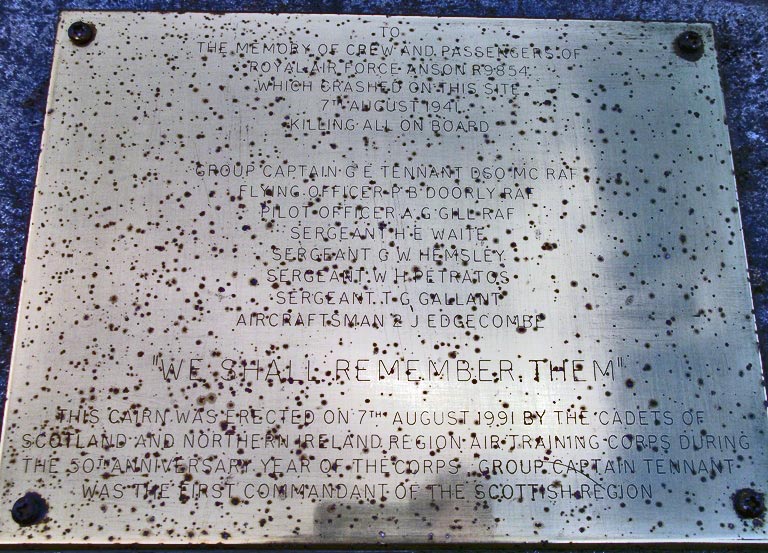 TO
THE MEMORY OF CREW AND PASSENGERS OF
ROYAL AIR FORCE ANSON R9854
WHICH CRASHED ON THIS SITE
7TH AUGUST 1941
KILLING ALL ON BOARD
GROUP CAPTAIN G E TENNANT DSO MC RAF
FLYING OFFICER P B DOORLY RAF
PILOT OFFICER A G GILL RAF
SERGEANT H E WAITE
SERGEANT G W HEMSLEY
SERGEANT W H PETRATOS
SERGEANT T G GALLANT
AIRCRAFTSMAN 2 J EDGECOMBE
"WE SHALL REMEMBER THEM"
THIS CAIRN WAS ERECTED ON 7TH AUGUST 1991 BY THE CADETS OF
SCOTLAND AND NORTHERN IRELAND REGION AIR TRAINING CORPS DURING
THE 50TH ANNIVERSARY YEAR OF THE CORPS. GROUP CAPTAIN TENNANT
WAS THE FIRST COMMANDANT OF THE SCOTTISH REGION